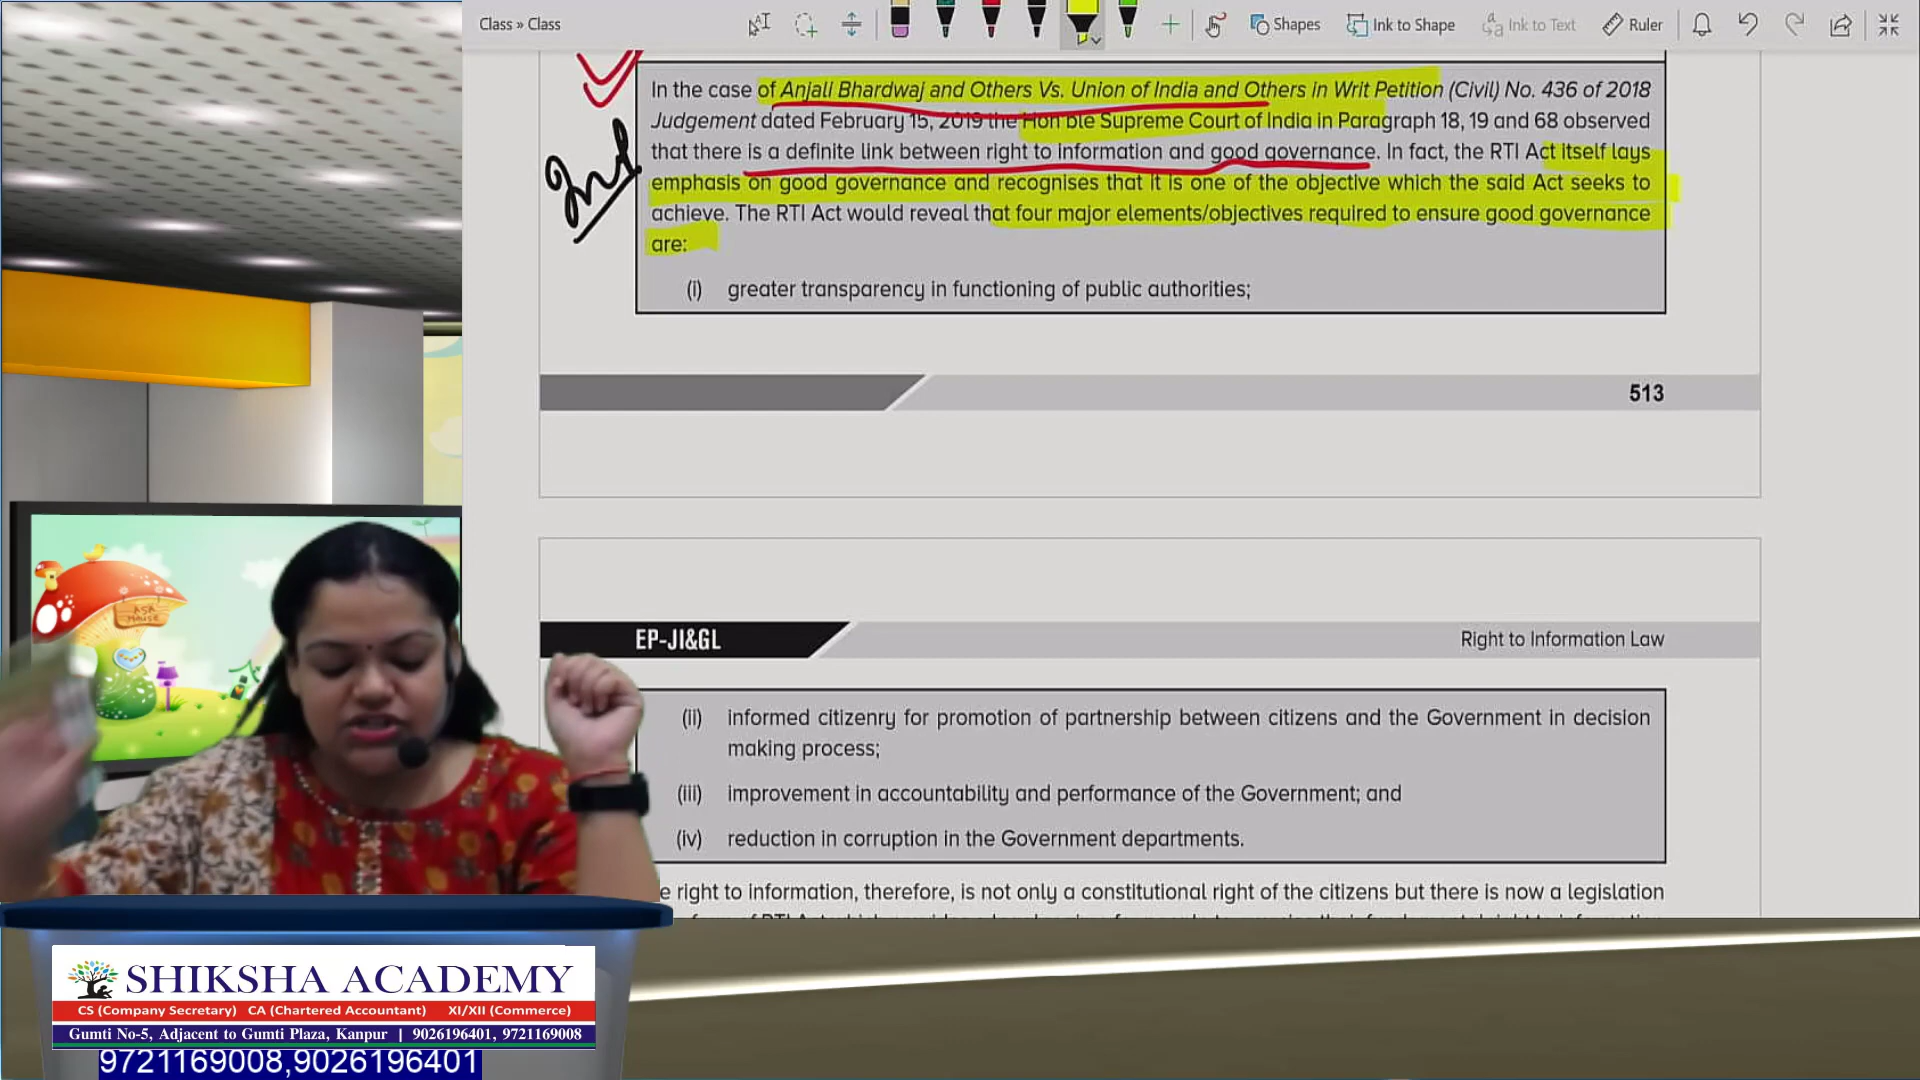 Class » Class
Shapes
Ink to Shape
Ink to Text
Ruler
In the case of Anjali Bhardwaj and Others Vs. Union of India and Others in Writ Petition (Civil) No. 436 of 2018
Judgement dated February 15, 2019 the Hon'ble Supreme Court of India in Paragraph 18, 19 and 68 observed
that there is a definite link between right to information and good governance. In fact, the RTI Act itself lays
emphasis on good governance and recognises that it is one of the objective which the said Act seeks to
achieve. The RTI Act would reveal that four major elements/objectives required to ensure good governance
are:
(i) greater transparency in functioning of public authorities;
513
EP-JI&GL
Right to Information Law
(ii) informed citizenry for promotion of partnership between citizens and the Government in decision
making process;
(iii) improvement in accountability and performance of the Government; and
(iv) reduction in corruption in the Government departments.
e right to information, therefore, is not only a constitutional right of the citizens but there is now a legislation
ASA
House
SHIKSHA ACADEMY
CS (Company Secretary) CA (Chartered Accountant) XI/XII (Commerce)
Gumti No-5, Adjacent to Gumti Plaza, Kanpur | 9026196401, 9721169008
9721169008,9026196401